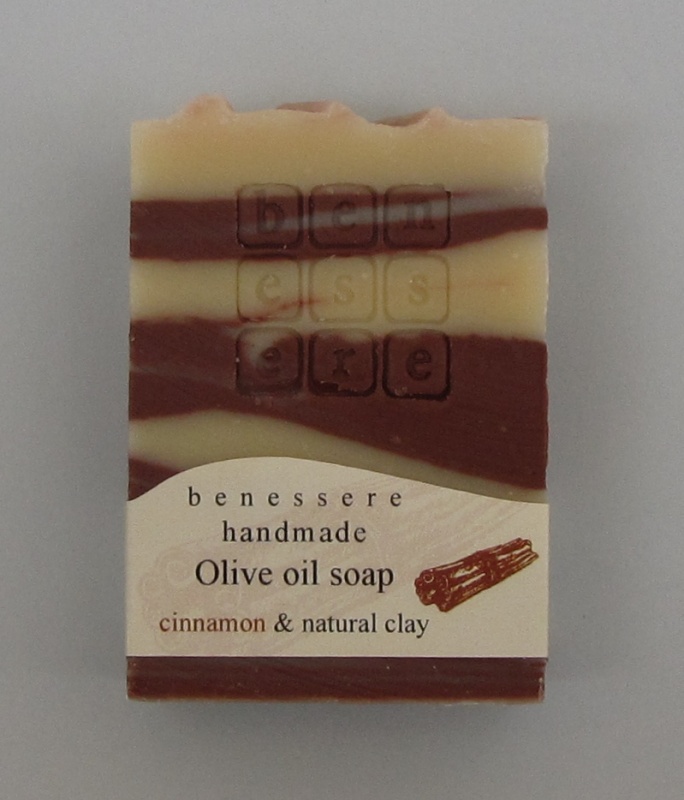 ben
ess
ere
benessere
handmade
Olive oil soap
cinnamon & natural clay